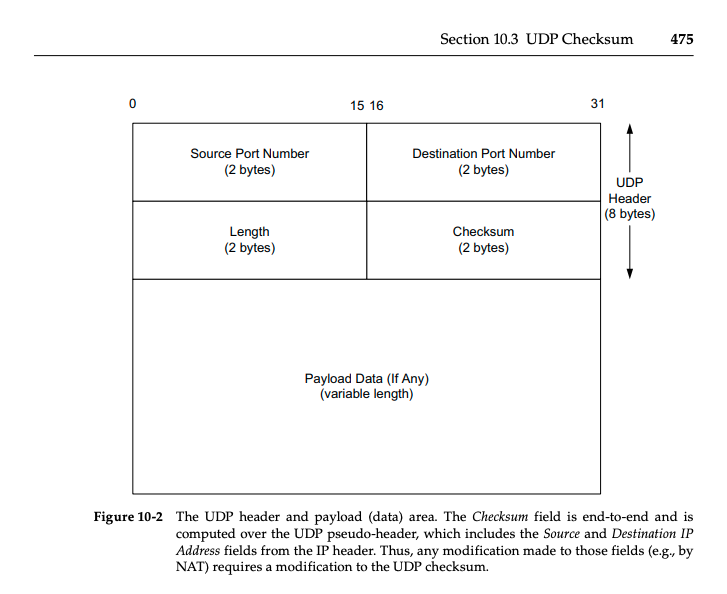 Section 10.3 UDP Checksum 475
0 15 16 31
Source Port Number
(2 bytes)
Destination Port Number
(2 bytes)
UDP
Header
(8 bytes)
Length
(2 bytes)
Checksum
(2 bytes)
Payload Data (If Any)
(variable length)
Figure 10-2 The UDP header and payload (data) area. The Checksum field is end-to-end and is
computed over the UDP pseudo-header, which includes the Source and Destination IP
Address fields from the IP header. Thus, any modification made to those fields (e.g., by
NAT) requires a modification to the UDP checksum.